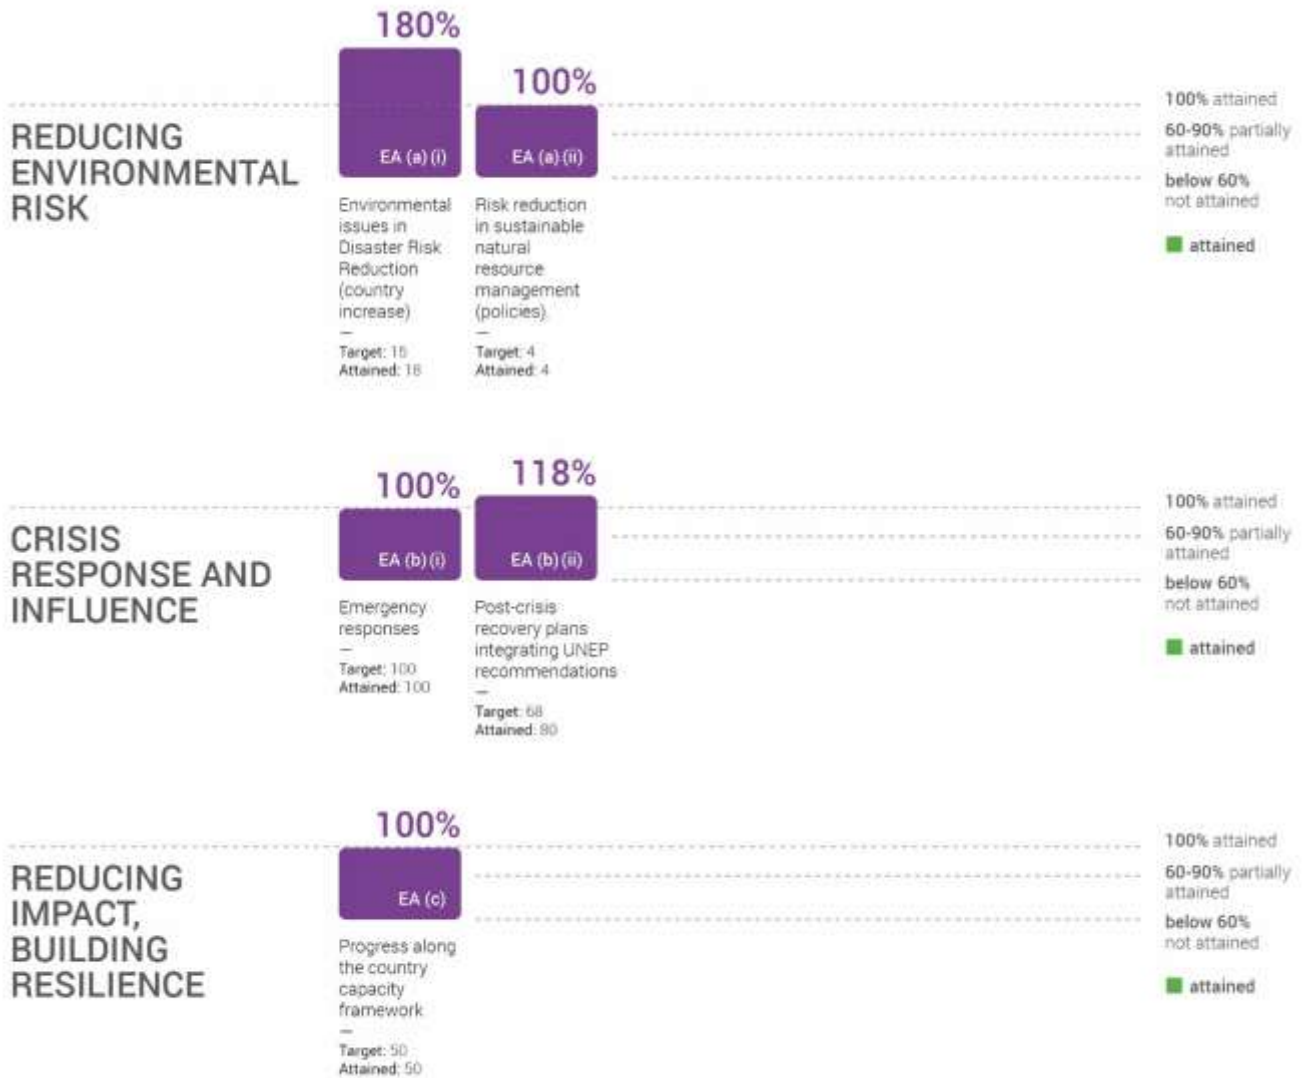 180%
100%
EA (a) (i)
EA (a) (ii)
REDUCING
ENVIRONMENTAL
RISK
Environmental
issues in
Disaster Risk
Reduction
(country
increase)
—
Target: 15
Attained: 18
Risk reduction
in sustainable
natural
resource
management
(policies)
—
Target: 4
Attained: 4
100% attained
60-90% partially
attained
below 60%
not attained
attained
100%
118%
EA (b) (i)
EA (b) (ii)
CRISIS
RESPONSE AND
INFLUENCE
Emergency
responses
—
Target: 100
Attained: 100
Post-crisis
recovery plans
integrating UNEP
recommendations
—
Target: 68
Attained: 80
100% attained
60-90% partially
attained
below 60%
not attained
attained
100%
EA (c)
REDUCING
IMPACT,
BUILDING
RESILIENCE
Progress along
the country
capacity
framework
—
Target: 50
Attained: 50
100% attained
60-90% partially
attained
below 60%
not attained
attained